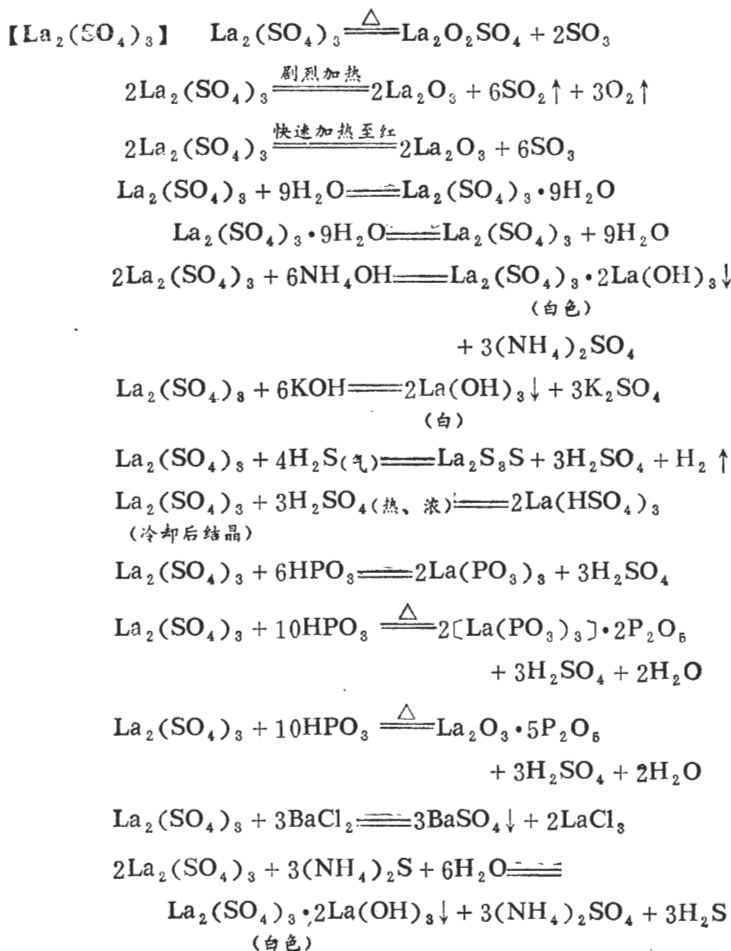 【La₂(SO₄)₃】 La₂(SO₄)₃ ==△== La₂O₂SO₄ + 2SO₃
2La₂(SO₄)₃ ==剧烈加热== 2La₂O₃ + 6SO₂↑ + 3O₂↑
2La₂(SO₄)₃ ==快速加热至红== 2La₂O₃ + 6SO₃
La₂(SO₄)₃ + 9H₂O == La₂(SO₄)₃•9H₂O
La₂(SO₄)₃•9H₂O == La₂(SO₄)₃ + 9H₂O
2La₂(SO₄)₃ + 6NH₄OH == La₂(SO₄)₃•2La(OH)₃↓
(白色)
+ 3(NH₄)₂SO₄
La₂(SO₄)₃ + 6KOH == 2La(OH)₃↓ + 3K₂SO₄
(白)
La₂(SO₄)₃ + 4H₂S(气) == La₂S₃S + 3H₂SO₄ + H₂↑
La₂(SO₄)₃ + 3H₂SO₄(热、浓) == 2La(HSO₄)₃
(冷却后结晶)
La₂(SO₄)₃ + 6HPO₃ == 2La(PO₃)₃ + 3H₂SO₄
La₂(SO₄)₃ + 10HPO₃ ==△== 2[La(PO₃)₃]•2P₂O₅
+ 3H₂SO₄ + 2H₂O
La₂(SO₄)₃ + 10HPO₃ ==△== La₂O₃•5P₂O₅
+ 3H₂SO₄ + 2H₂O
La₂(SO₄)₃ + 3BaCl₂ == 3BaSO₄↓ + 2LaCl₃
2La₂(SO₄)₃ + 3(NH₄)₂S + 6H₂O ==
La₂(SO₄)₃•2La(OH)₃↓ + 3(NH₄)₂SO₄ + 3H₂S
(白色)